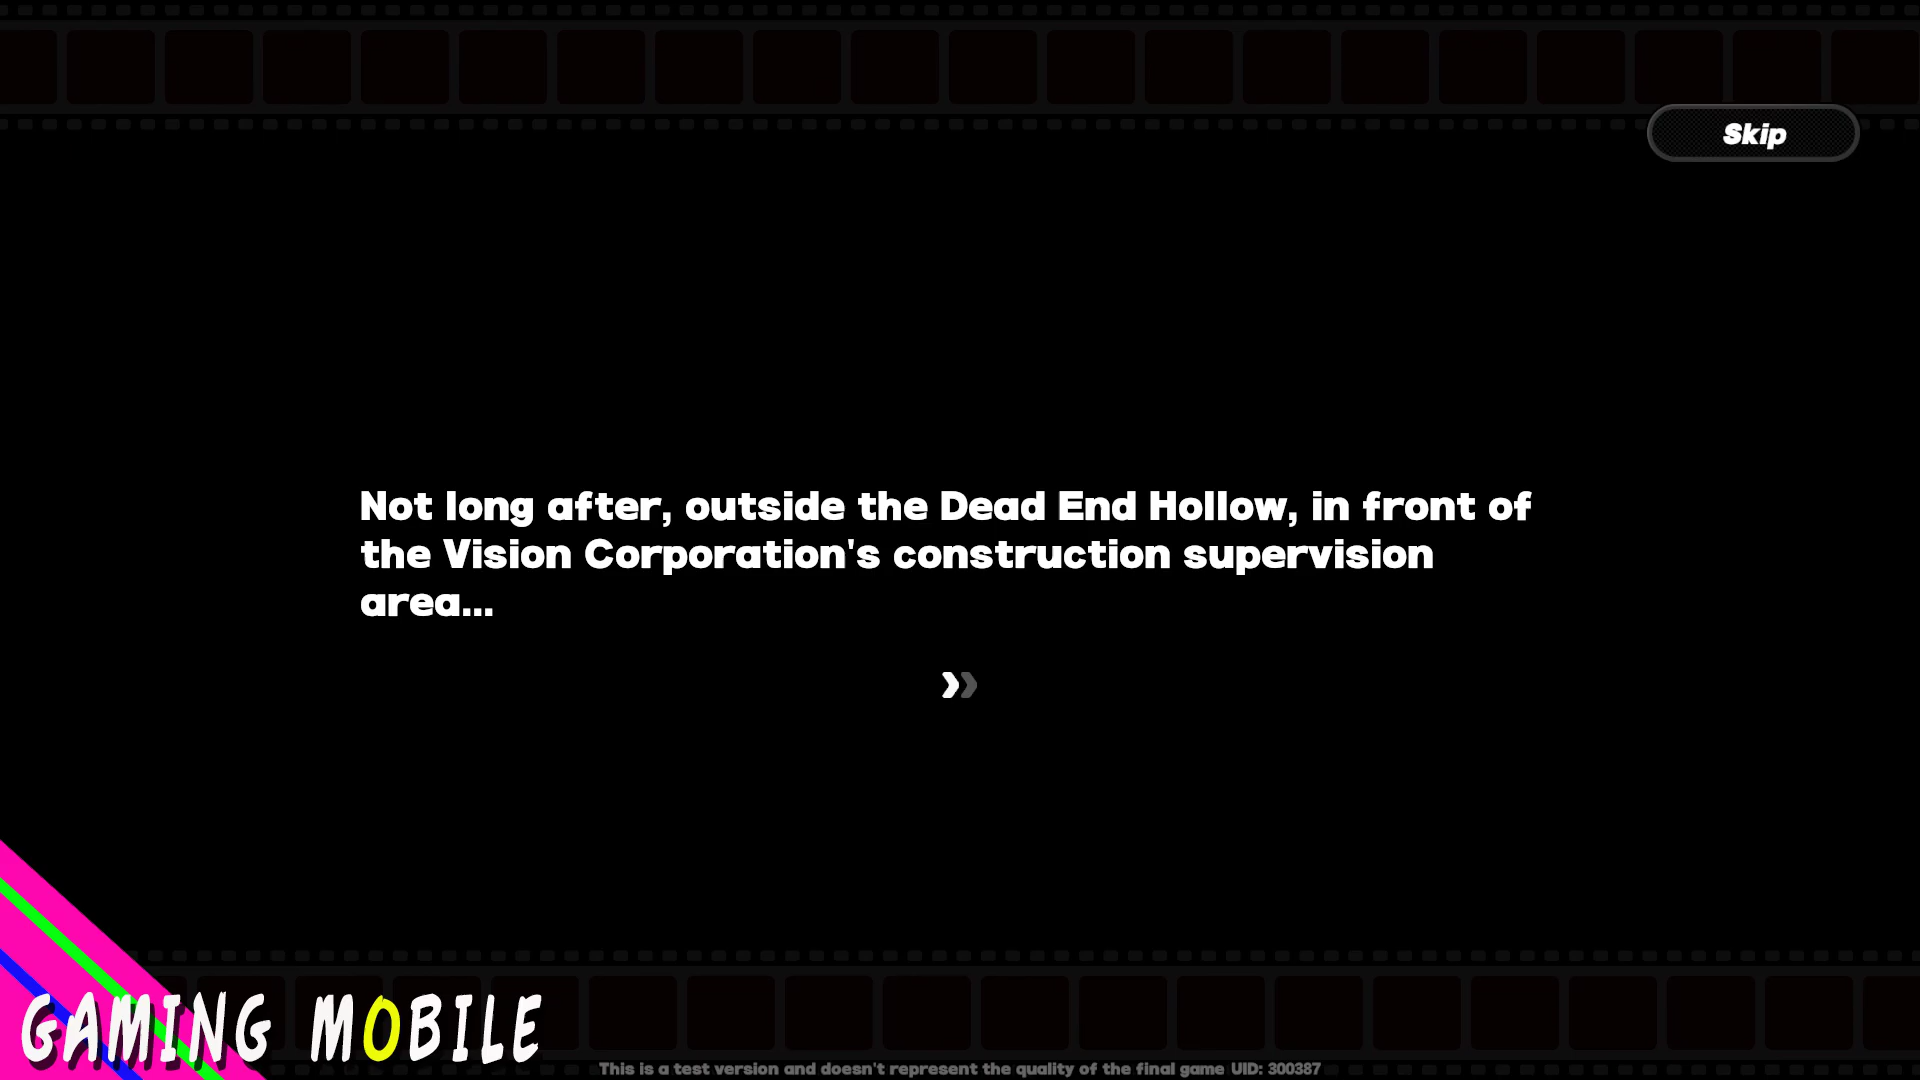 Skip
Not long after, outside the Dead End Hollow, in front of
the Vision Corporation's construction supervision
area...
GAMING MOBILE
This is a test version and doesn't represent the quality of the final game UID: 300387